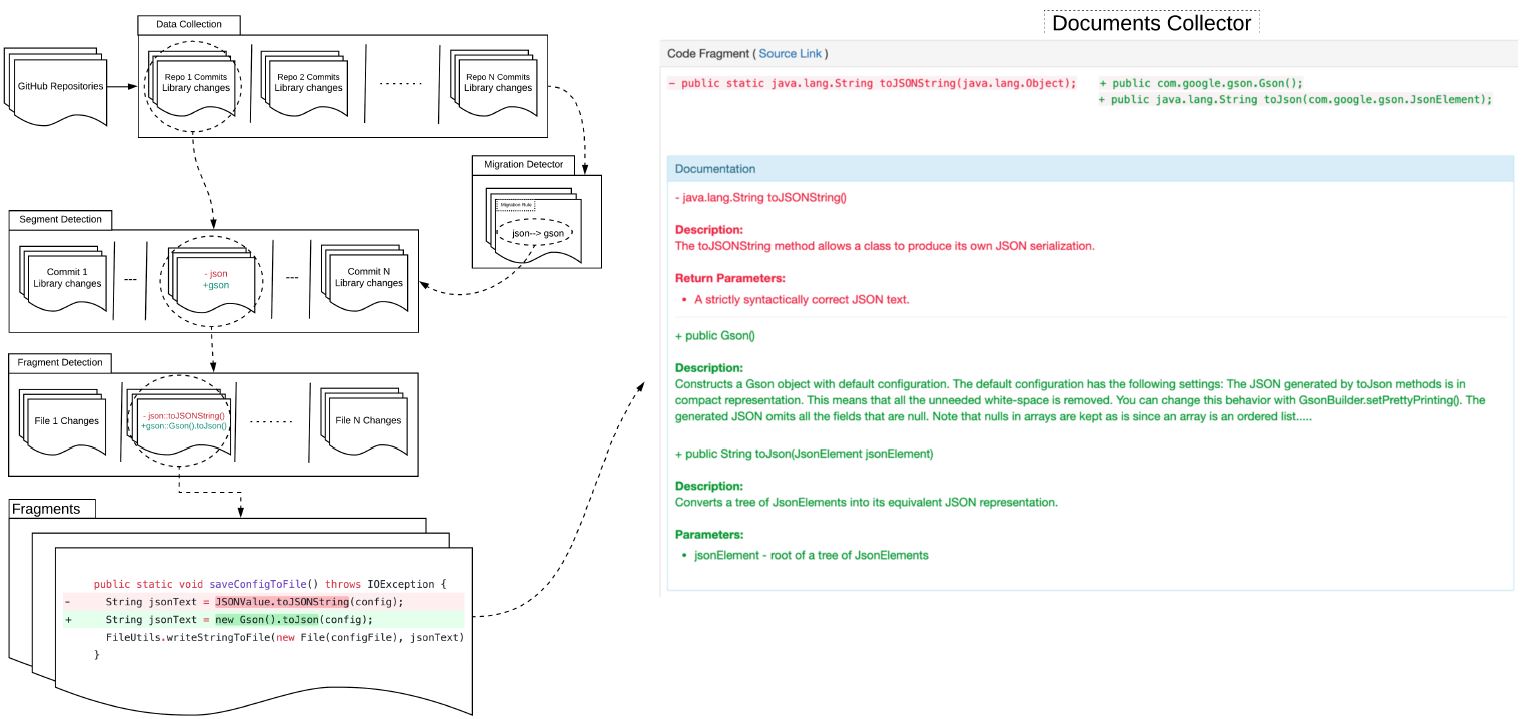 Data Collection
GitHub Repositories
Repo 1 Commits
Library changes
Repo 2 Commits
Library changes
.......
Repo N Commits
Library changes
Migration Detector
Migration Rule
json--> gson
Segment Detection
Commit 1
Library changes
---
- json
+gson
---
Commit N
Library changes
Fragment Detection
File 1 Changes
- json::toJSONString()
+gson::Gson().toJson()
........
File N Changes
Fragments
public static void saveConfigToFile() throws IOException {
- String jsonText = JSONValue.toJSONString(config);
+ String jsonText = new Gson().toJson(config);
FileUtils.writeStringToFile(new File(configFile), jsonText)
}
Documents Collector
Code Fragment ( Source Link )
- public static java.lang.String toJSONString(java.lang.Object);
+ public com.google.gson.Gson();
+ public java.lang.String toJson(com.google.gson.JsonElement);
Documentation
- java.lang.String toJSONString()
Description:
The toJSONString method allows a class to produce its own JSON serialization.
Return Parameters:
• A strictly syntactically correct JSON text.
+ public Gson()
Description:
Constructs a Gson object with default configuration. The default configuration has the following settings: The JSON generated by toJson methods is in
compact representation. This means that all the unneeded white-space is removed. You can change this behavior with GsonBuilder.setPrettyPrinting(). The
generated JSON omits all the fields that are null. Note that nulls in arrays are kept as is since an array is an ordered list.....
+ public String toJson(JsonElement jsonElement)
Description:
Converts a tree of JsonElements into its equivalent JSON representation.
Parameters:
• jsonElement - root of a tree of JsonElements